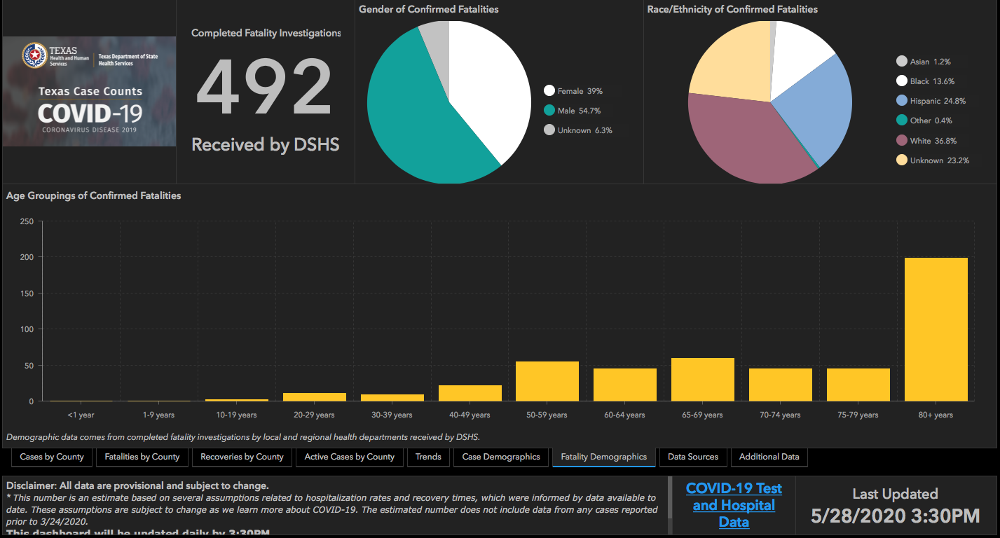 TEXAS
Health and Human
Services
Texas Department of State
Health Services
Texas Case Counts
COVID-19
CORONAVIRUS DISEASE 2019
Completed Fatality Investigations
492
Received by DSHS
Gender of Confirmed Fatalities
Female 39%
Male 54.7%
Unknown 6.3%
Race/Ethnicity of Confirmed Fatalities
Asian 1.2%
Black 13.6%
Hispanic 24.8%
Other 0.4%
White 36.8%
Unknown 23.2%
Age Groupings of Confirmed Fatalities
250
200
150
100
50
0
<1 year
1-9 years
10-19 years
20-29 years
30-39 years
40-49 years
50-59 years
60-64 years
65-69 years
70-74 years
75-79 years
80+ years
Demographic data comes from completed fatality investigations by local and regional health departments received by DSHS.
Cases by County
Fatalities by County
Recoveries by County
Active Cases by County
Trends
Case Demographics
Fatality Demographics
Data Sources
Additional Data
Disclaimer: All data are provisional and subject to change.
* This number is an estimate based on several assumptions related to hospitalization rates and recovery times, which were informed by data available to
date. These assumptions are subject to change as we learn more about COVID-19. The estimated number does not include data from any cases reported
prior to 3/24/2020.
This dashboard will be updated daily by 3:30PM
COVID-19 Test
and Hospital
Data
Last Updated
5/28/2020 3:30PM